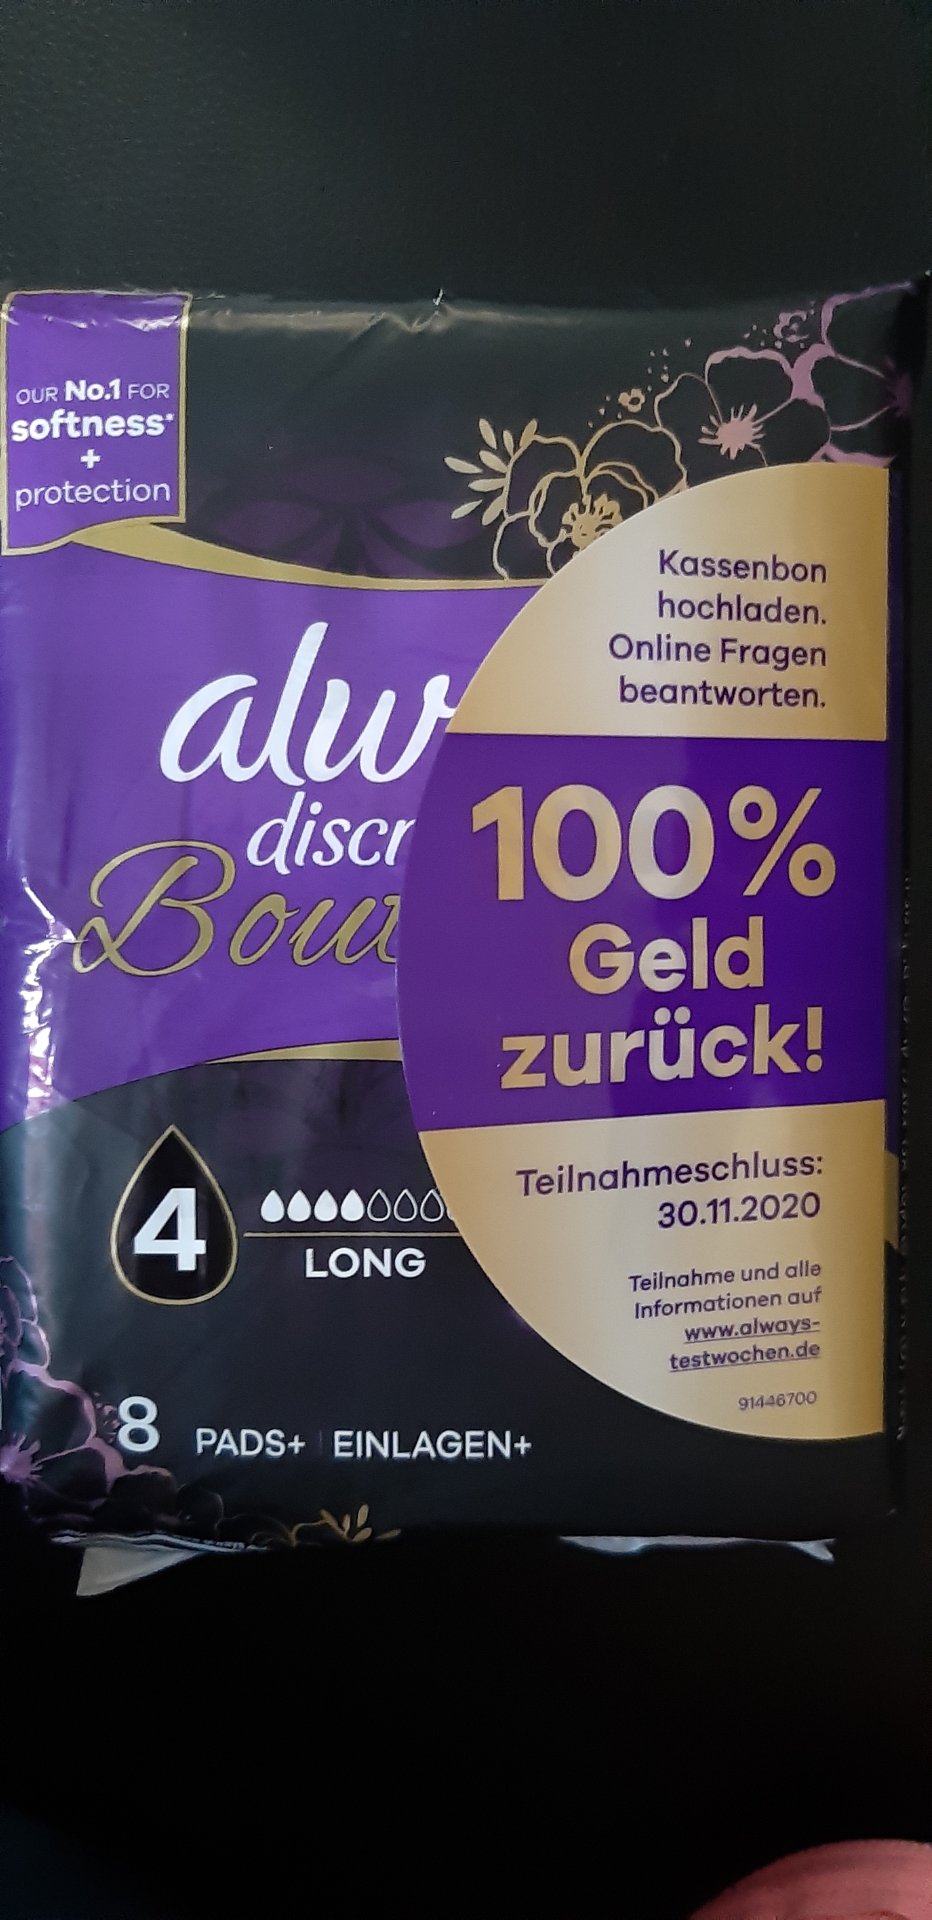 OUR No.1 FOR
softness*
+
protection
Kassenbon
hochladen.
Online Fragen
beantworten.
alw
discr
Bout
100%
Geld
zurück!
4
LONG
Teilnahmeschluss:
30.11.2020
Teilnahme und alle
Informationen auf
www.always-
testwochen.de
91446700
8 PADS+ | EINLAGEN+